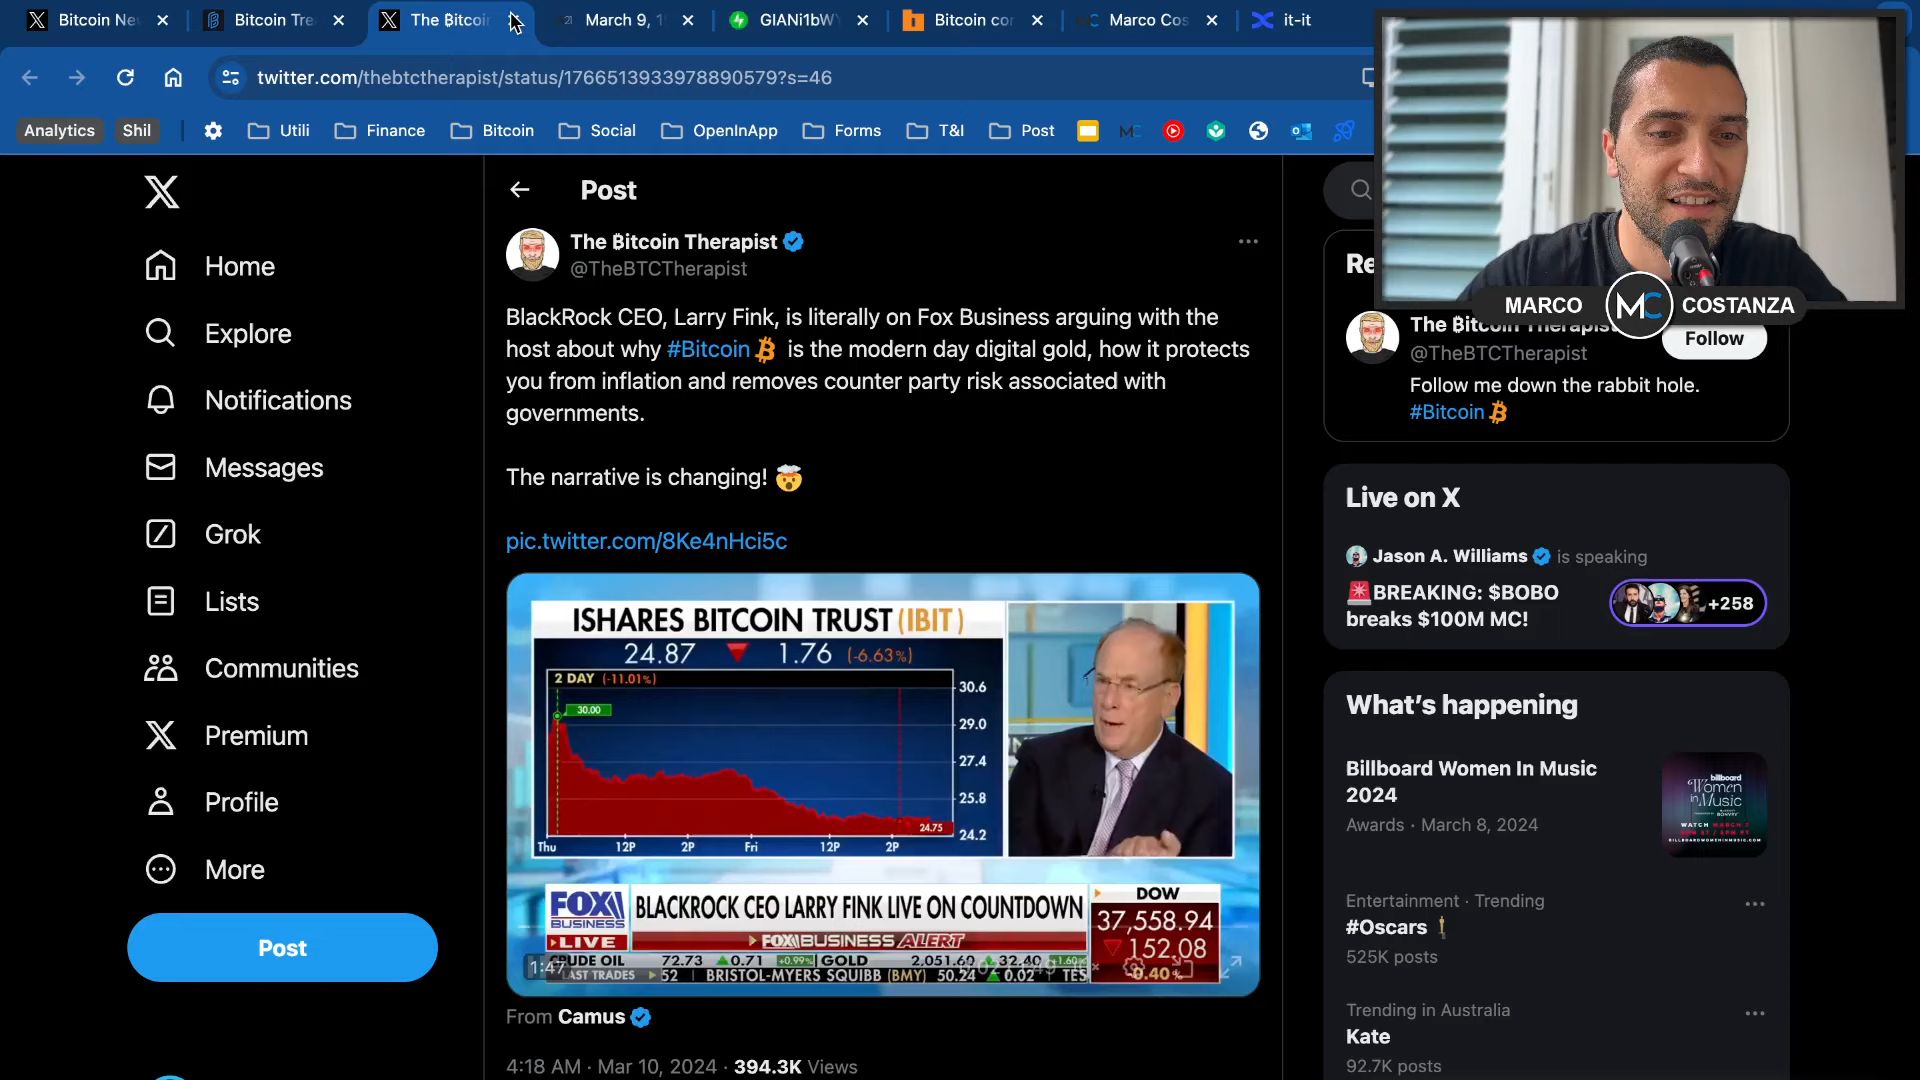 Bitcoin Ne
Bitcoin Tre
The ₿itcoin
March 9, 1
GIANi1bWY
Bitcoin cor
Marco Cos
it-it
twitter.com/thebtctherapist/status/1766513933978890579?s=46
Analytics
Shil
Utili
Finance
Bitcoin
Social
OpenInApp
Forms
T&I
Post
Home
Explore
Notifications
Messages
Grok
Lists
Communities
Premium
Profile
More
Post
Post
The ₿itcoin Therapist
@TheBTCTherapist
BlackRock CEO, Larry Fink, is literally on Fox Business arguing with the
host about why #Bitcoin is the modern day digital gold, how it protects
you from inflation and removes counter party risk associated with
governments.
The narrative is changing! 🤯
pic.twitter.com/8Ke4nHci5c
ISHARES BITCOIN TRUST (IBIT)
24.87 ▼ 1.76 (-6.63%)
2 DAY (-11.01%)
30.00
30.6
29.0
27.4
25.8
24.2
24.75
Thu 12P 2P Fri 12P 2P
FOX BUSINESS
LIVE
BLACKROCK CEO LARRY FINK LIVE ON COUNTDOWN
FOX BUSINESS ALERT
DOW
37,558.94
▼ 152.08
-0.40%
CRUDE OIL 72.73 ▲0.71 +0.99% GOLD 2,051.60 ▲32.40 +1.60%
LAST TRADES ▶52 BRISTOL-MYERS SQUIBB (BMY) 50.24 ▲0.02 TES
1:47
From Camus
4:18 AM · Mar 10, 2024 · 394.3K Views
MARCO MC COSTANZA
Re
The ₿itcoin Therapist
@TheBTCTherapist
Follow
Follow me down the rabbit hole.
#Bitcoin
Live on X
Jason A. Williams is speaking
🚨BREAKING: $BOBO
breaks $100M MC!
+258
What's happening
Billboard Women In Music
2024
Awards · March 8, 2024
billboard
Women
in Music
Entertainment · Trending
#Oscars
525K posts
Trending in Australia
Kate
92.7K posts